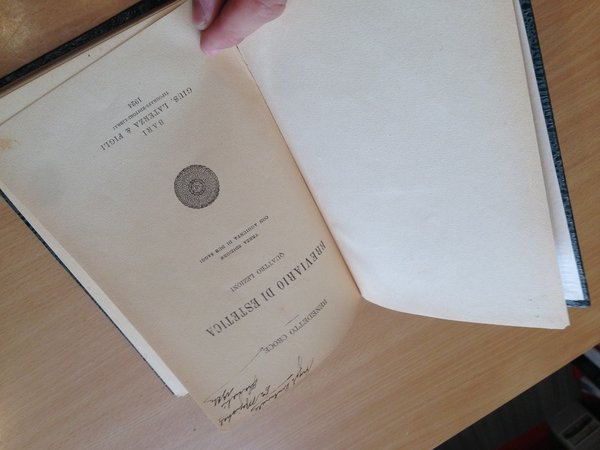 BENEDETTO CROCE
BREVIARIO DI ESTETICA
QUATTRO LEZIONI
TERZA EDIZIONE
CON AGGIUNTA DI DUE SAGGI
BARI
GIUS. LATERZA & FIGLI
TIPOGRAFI-EDITORI-LIBRAI
1924